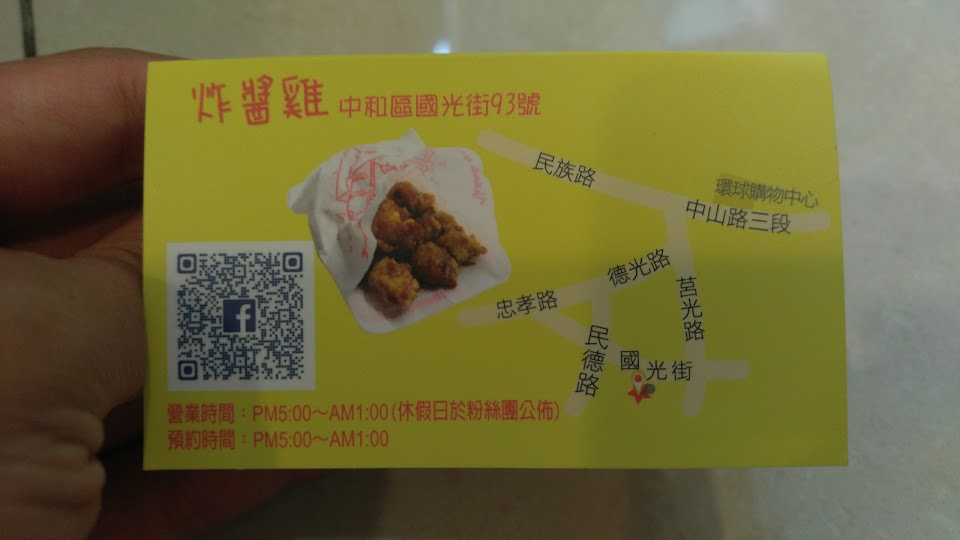 炸醬雞 中和區國光街93號
民族路
環球購物中心
中山路三段
德光路
忠孝路
莒光路
民德路
國光街
f
營業時間：PM5:00～AM1:00(休假日於粉絲團公佈)
預約時間：PM5:00～AM1:00